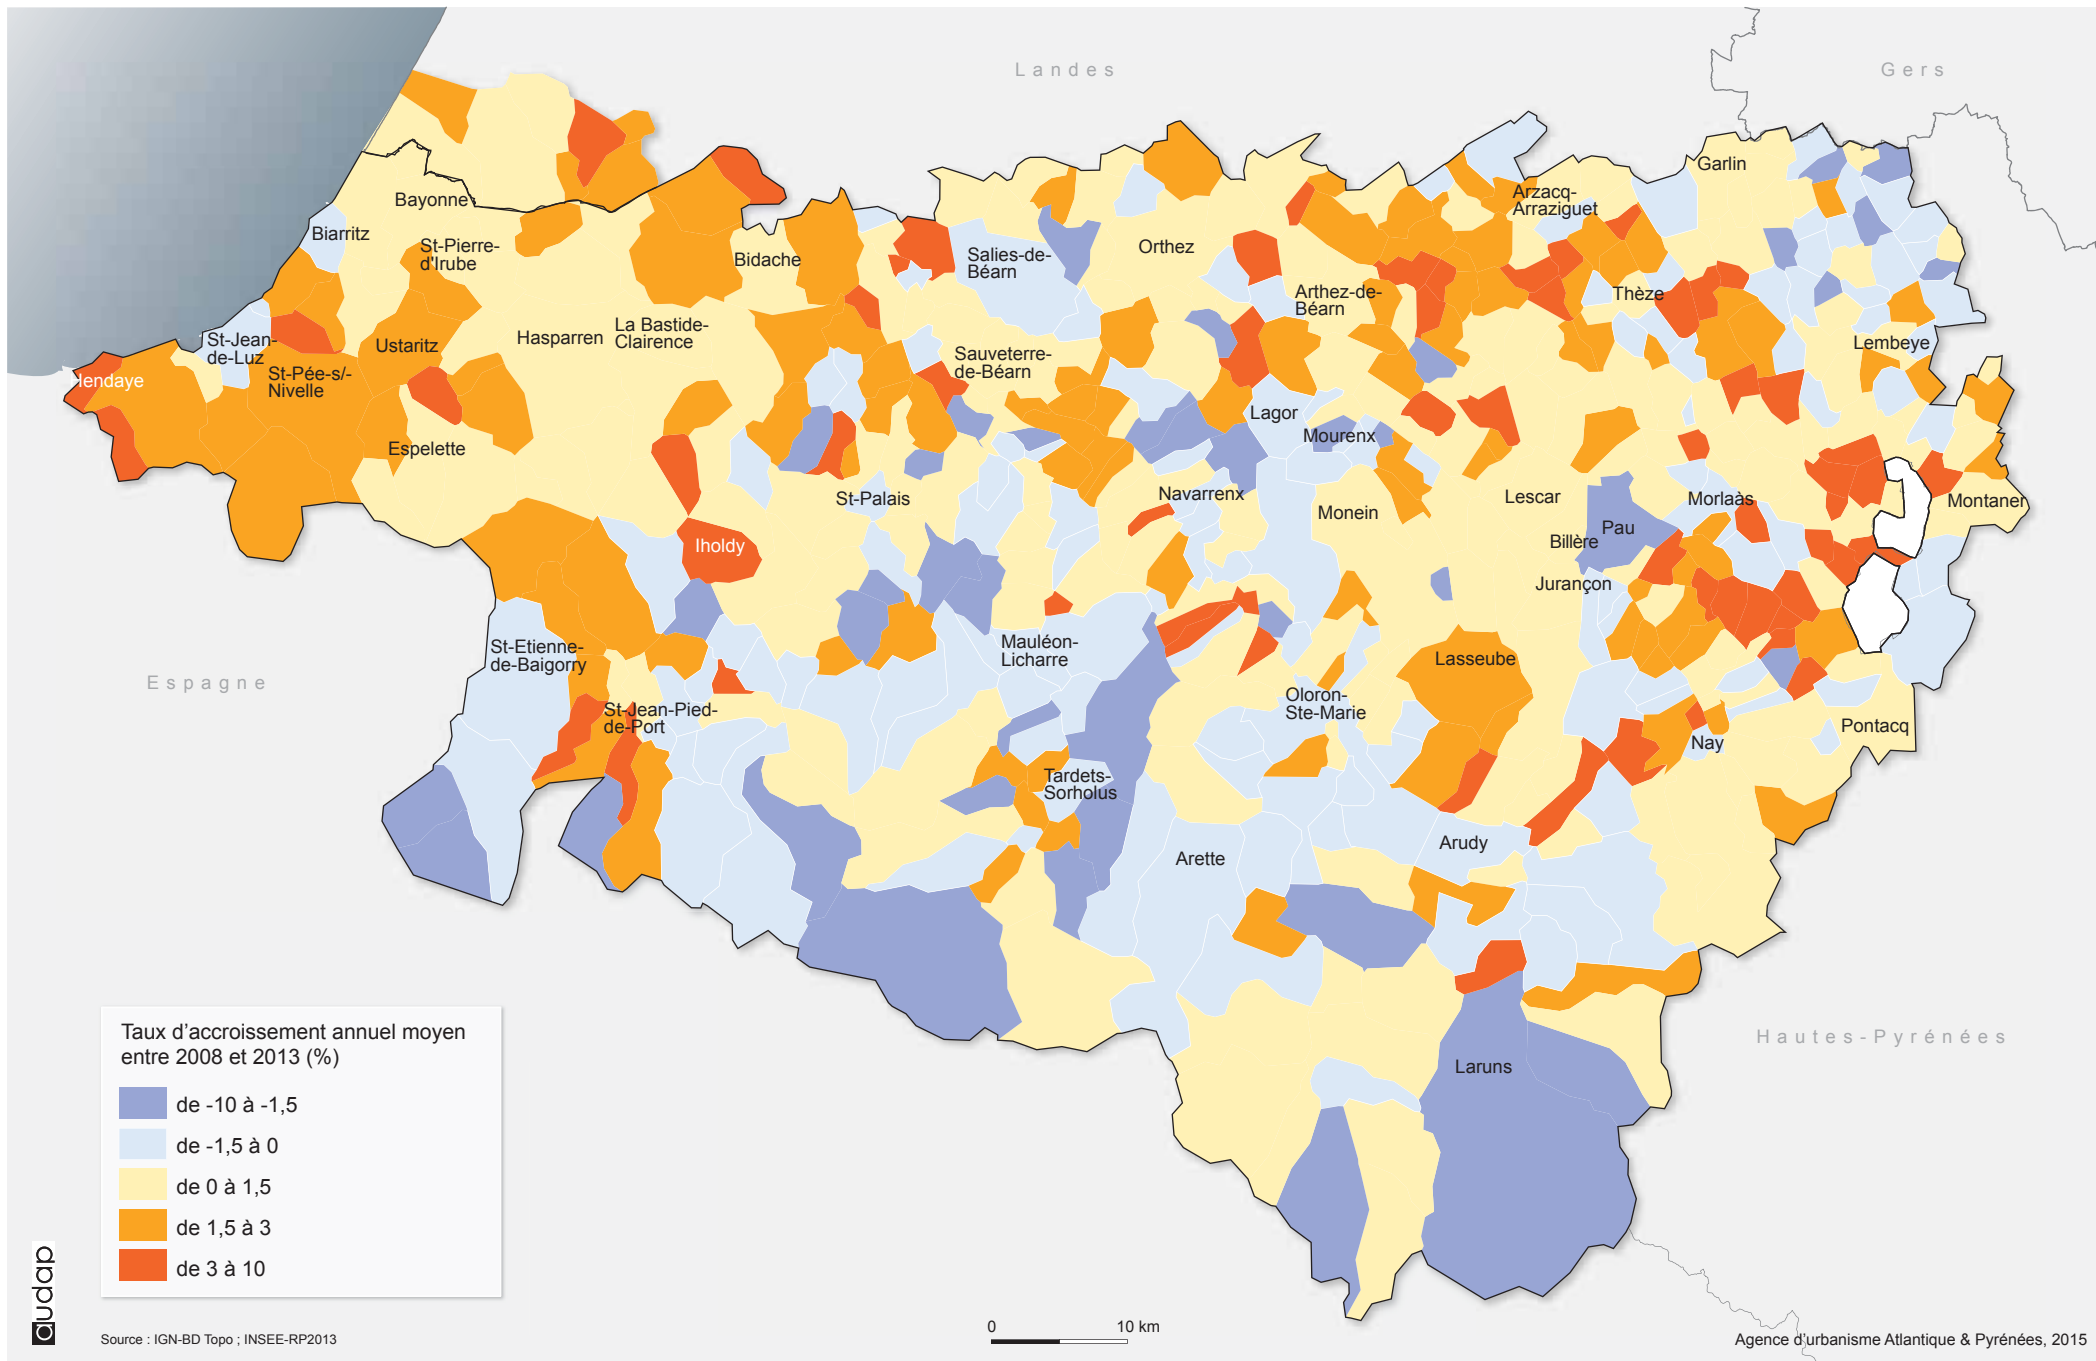 Landes
Gers
Garlin
Bayonne
Arzacq-
Arraziguet
Biarritz
St-Pierre-
d'Irube
Bidache
Salies-de-
Béarn
Orthez
Arthez-de-
Béarn
Thèze
St-Jean-
de-Luz
Ustaritz
Hasparren
La Bastide-
Clairence
Sauveterre-
de-Béarn
Lembeye
Hendaye
St-Pée-s/-
Nivelle
Lagor
Mourenx
Espelette
St-Palais
Navarrenx
Monein
Lescar
Morlaàs
Montaner
Pau
Billère
Iholdy
Jurançon
St-Etienne-
de-Baigorry
Mauléon-
Licharre
Lasseube
Espagne
St-Jean-Pied-
de-Port
Oloron-
Ste-Marie
Nay
Pontacq
Tardets-
Sorholus
Arette
Arudy
Laruns
Hautes-Pyrénées
Taux d’accroissement annuel moyen
entre 2008 et 2013 (%)
de -10 à -1,5
de -1,5 à 0
de 0 à 1,5
de 1,5 à 3
de 3 à 10
audap
Source : IGN-BD Topo ; INSEE-RP2013
0 10 km
Agence d’urbanisme Atlantique & Pyrénées, 2015